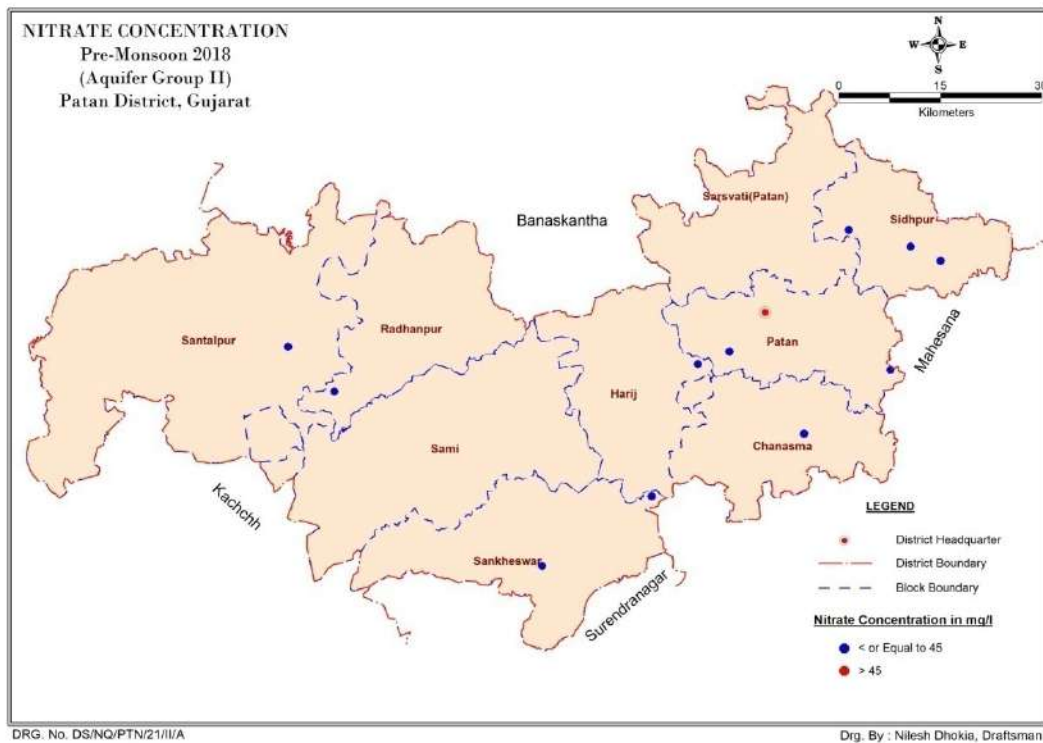 NITRATE CONCENTRATION
Pre-Monsoon 2018
(Aquifer Group II)
Patan District, Gujarat
N
W E
S
0 15 30
Kilometers
Sarsvati(Patan)
Banaskantha
Sidhpur
Santalpur
Radhanpur
Patan
Mahesana
Harij
Chanasma
Sami
Kachchh
Sankheswar
Surendranagar
LEGEND
District Headquarter
District Boundary
Block Boundary
Nitrate Concentration in mg/l
< or Equal to 45
> 45
DRG. No. DS/NQ/PTN/21/II/A
Drg. By : Nilesh Dhokia, Draftsman